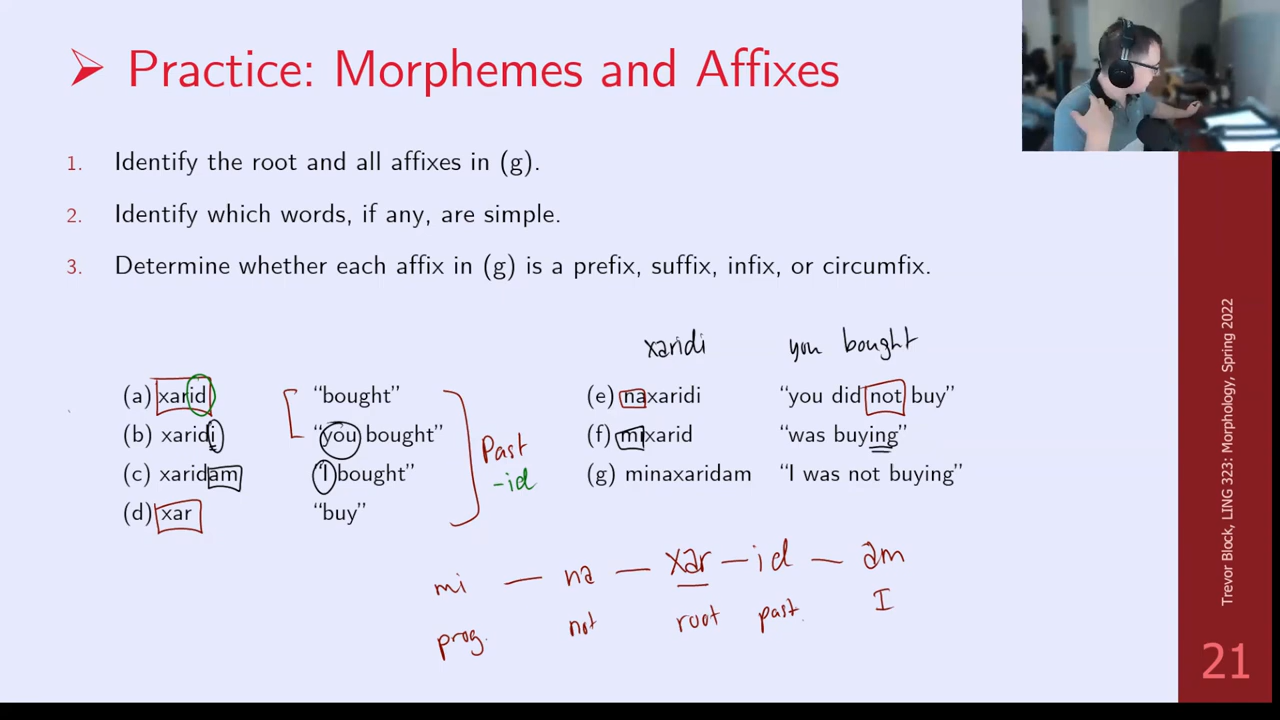 ➤ Practice: Morphemes and Affixes
1. Identify the root and all affixes in (g).
2. Identify which words, if any, are simple.
3. Determine whether each affix in (g) is a prefix, suffix, infix, or circumfix.
xaridi you bought
(a) xarid "bought"
(b) xaridi "you bought"
(c) xaridam "I bought"
(d) xar "buy"
Past
-id
(e) naxaridi "you did not buy"
(f) mixarid "was buying"
(g) minaxaridam "I was not buying"
mi — na — xar — id — am
prog. not root past. I
Trevor Block, LING 323: Morphology, Spring 2022
21